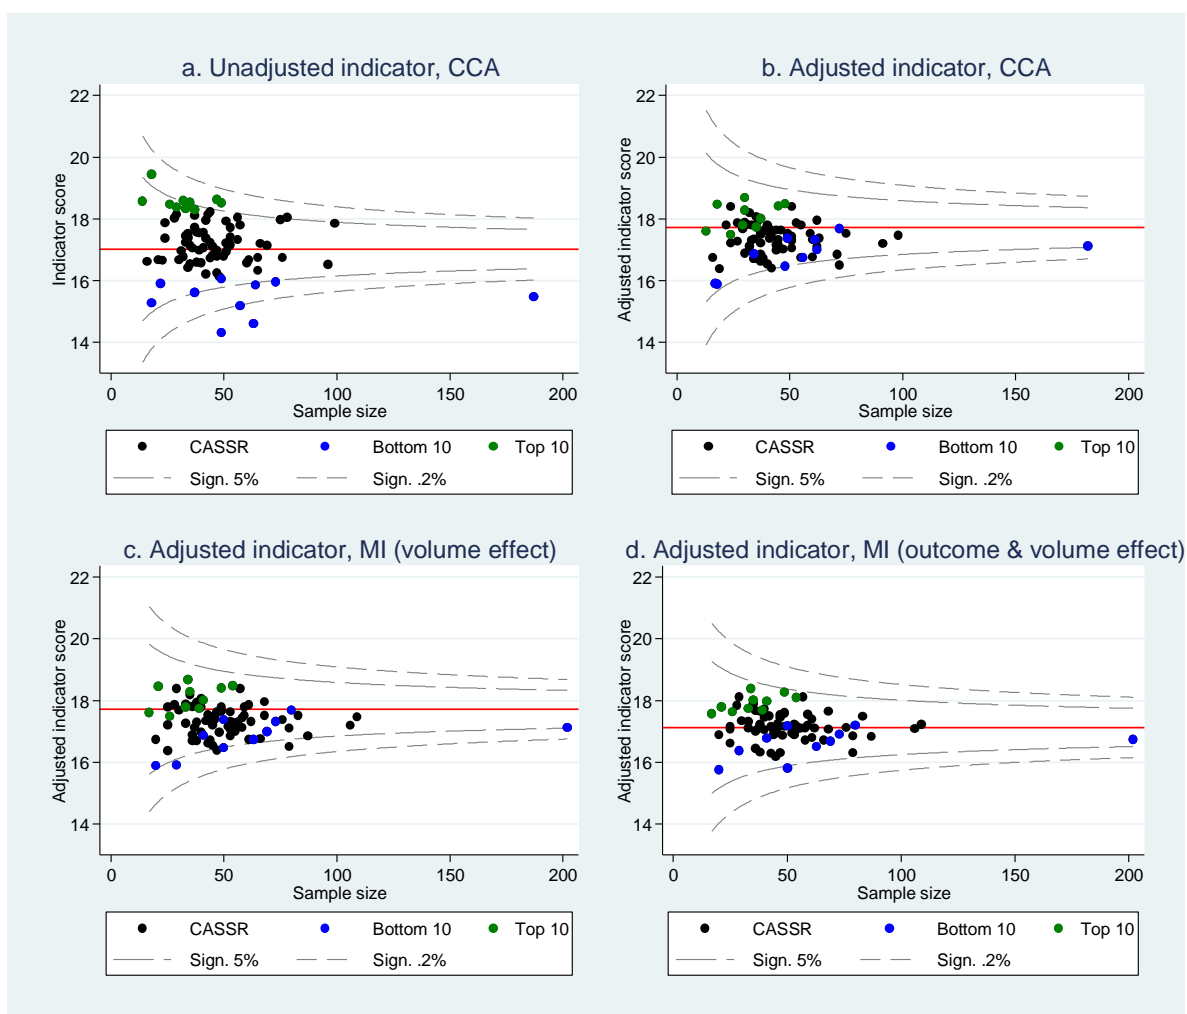 a. Unadjusted indicator, CCA
Indicator score
22
20
18
16
14
0 50 100 150 200
Sample size
CASSR Bottom 10 Top 10
Sign. 5% Sign. .2%
b. Adjusted indicator, CCA
Adjusted indicator score
22
20
18
16
14
0 50 100 150 200
Sample size
CASSR Bottom 10 Top 10
Sign. 5% Sign. .2%
c. Adjusted indicator, MI (volume effect)
Adjusted indicator score
22
20
18
16
14
0 50 100 150 200
Sample size
CASSR Bottom 10 Top 10
Sign. 5% Sign. .2%
d. Adjusted indicator, MI (outcome & volume effect)
Adjusted indicator score
22
20
18
16
14
0 50 100 150 200
Sample size
CASSR Bottom 10 Top 10
Sign. 5% Sign. .2%